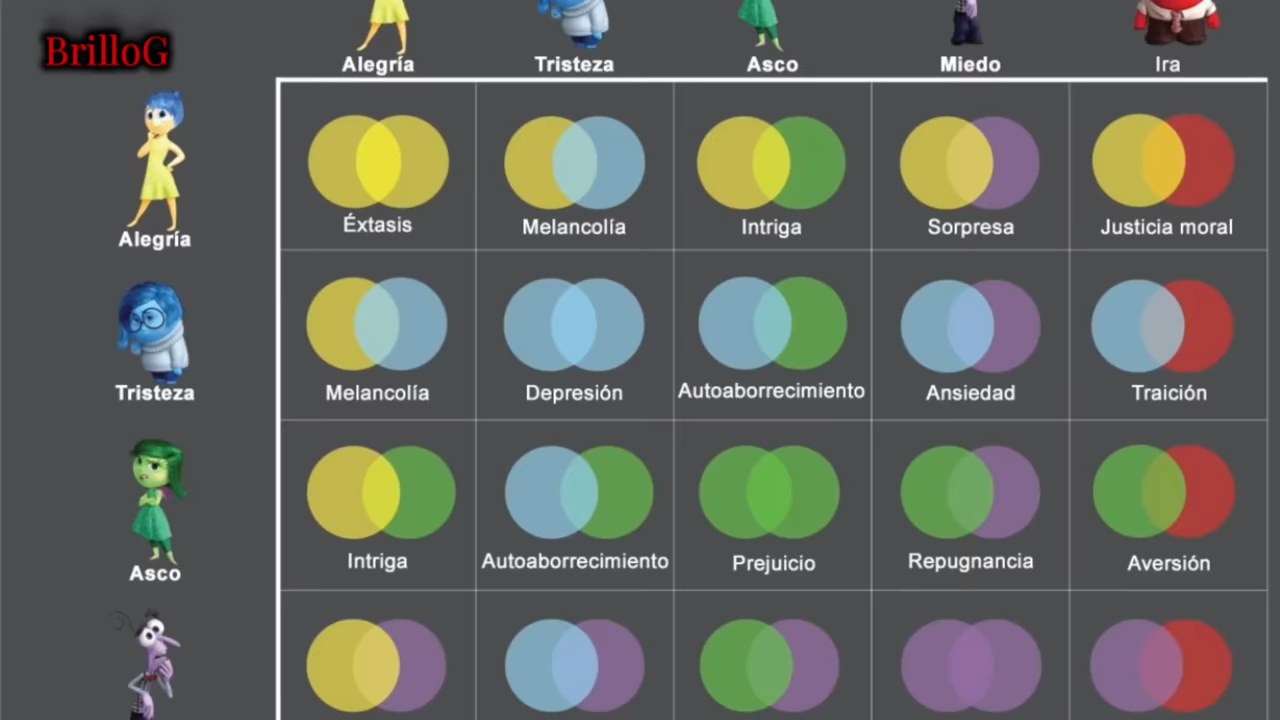 BrilloG
Alegría Tristeza Asco Miedo Ira
Alegría
Éxtasis Melancolía Intriga Sorpresa Justicia moral
Tristeza
Melancolía Depresión Autoaborrecimiento Ansiedad Traición
Asco
Intriga Autoaborrecimiento Prejuicio Repugnancia Aversión